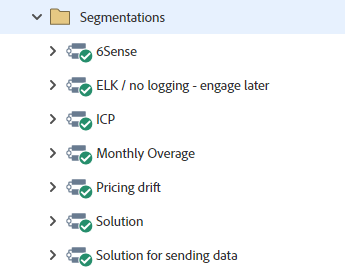 Segmentations
6Sense
ELK / no logging - engage later
ICP
Monthly Overage
Pricing drift
Solution
Solution for sending data